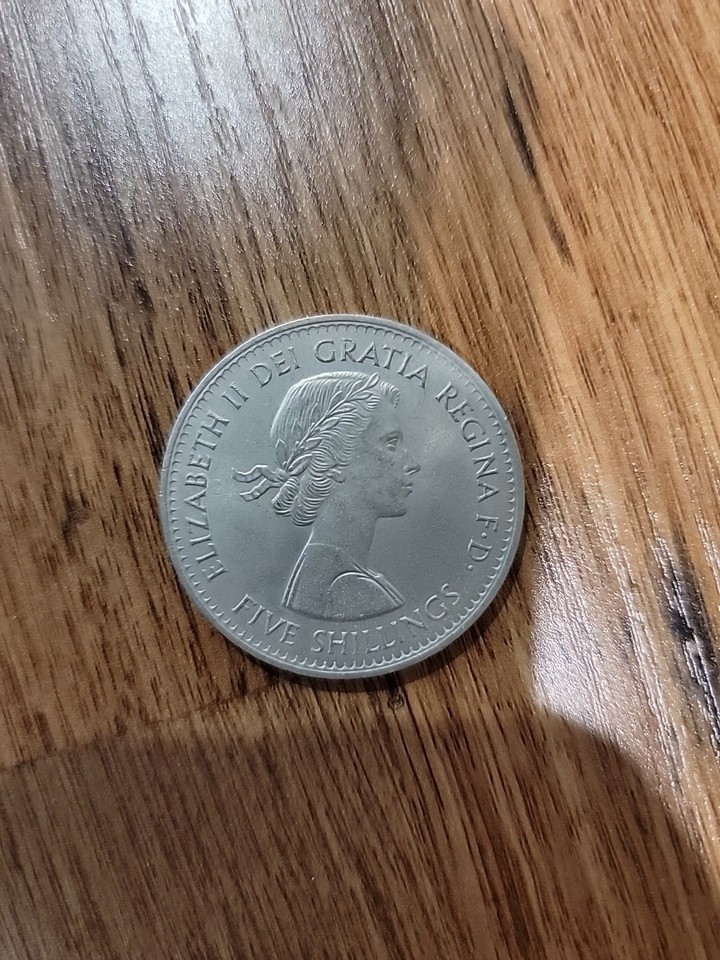 ELIZABETH II DEI GRATIA REGINA F·D·
FIVE SHILLINGS